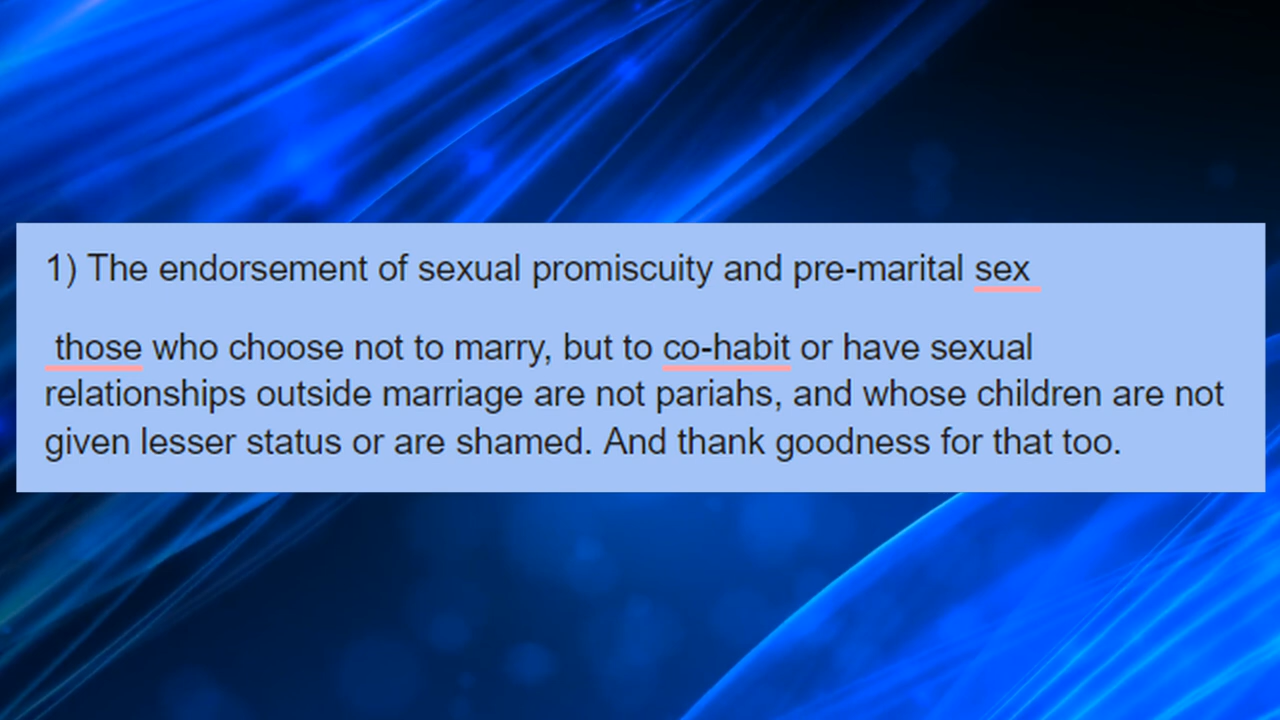 1) The endorsement of sexual promiscuity and pre-marital sex
those who choose not to marry, but to co-habit or have sexual
relationships outside marriage are not pariahs, and whose children are not
given lesser status or are shamed. And thank goodness for that too.